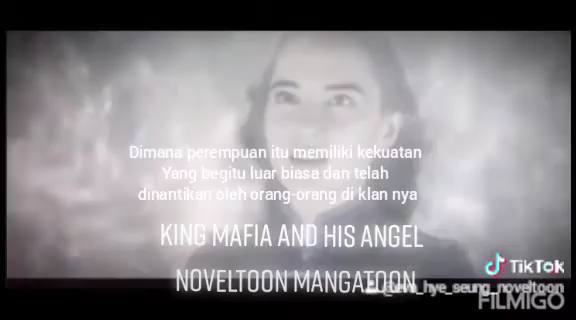 Dimana perempuan itu memiliki kekuatan
Yang begitu luar biasa dan telah
dinantikan oleh orang-orang di klan nya
KING MAFIA AND HIS ANGEL
NOVELTOON MANGATOON
TikTok
hye_seung_noveltoon
FILMIGO